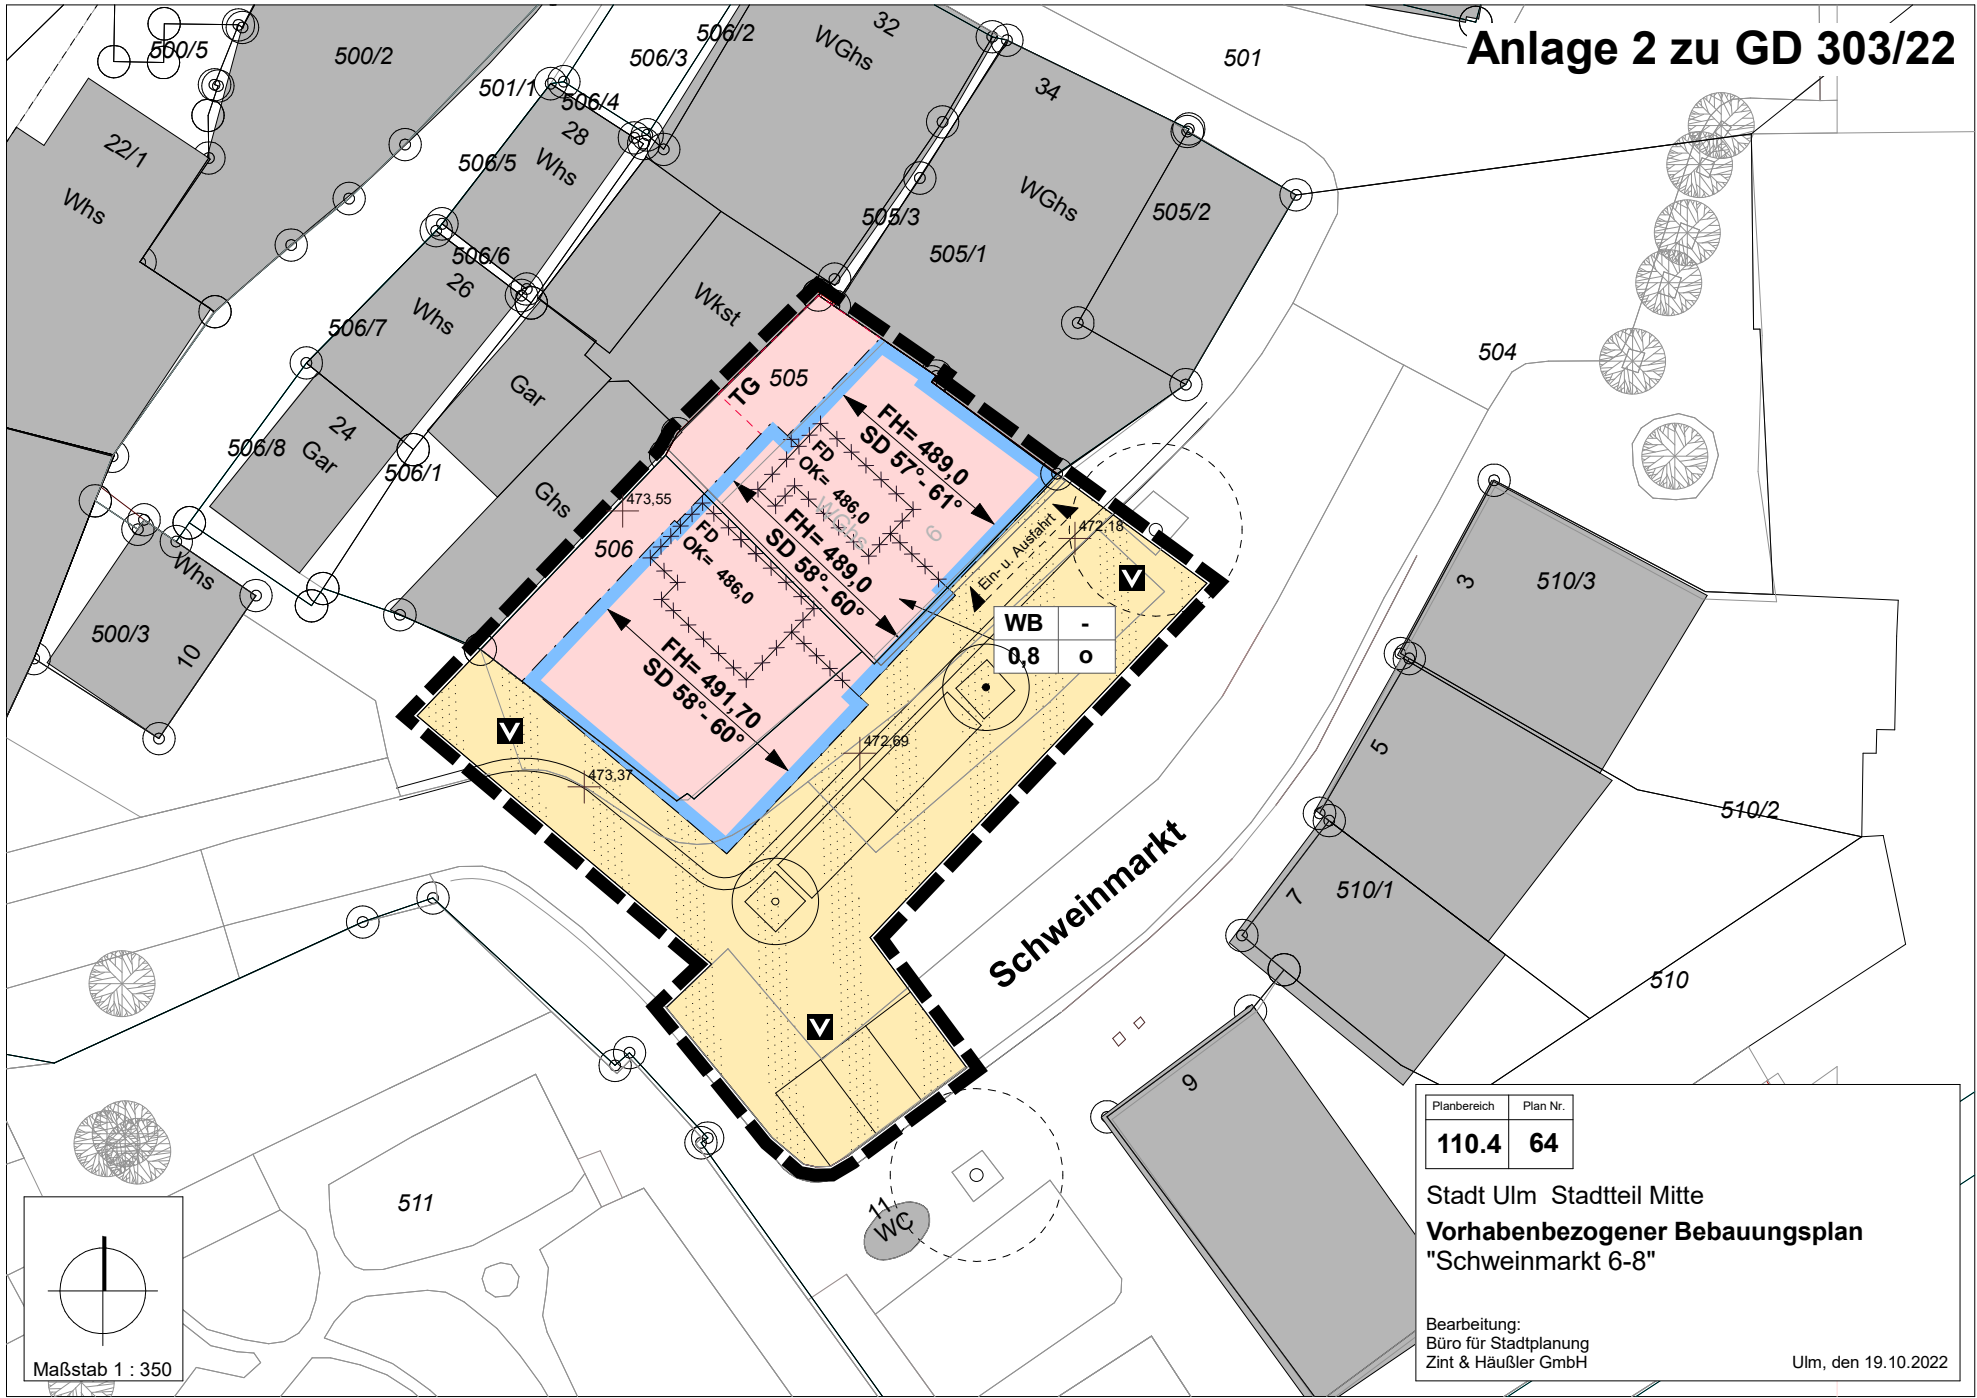 Anlage 2 zu GD 303/22
500/5
500/2
506/2
506/3
32
WGhs
501
501/1
506/4
28
Whs
34
22/1
Whs
506/5
WGhs
505/2
505/3
505/1
506/6
26
Whs
Wkst
506/7
504
Gar
TG
505
24
Gar
506/8
506/1
Ghs
FH= 489,0
SD 57°- 61°
FD
OK= 486,0
473,55
WGhs
6
472,18
Ein- u. Ausfahrt
506
FD
OK= 486,0
FH= 489,0
SD 58°- 60°
V
Whs
3
510/3
500/3
10
WB -
0,8 o
FH= 491,70
SD 58°- 60°
V
472,69
5
473,37
510/2
Schweinmarkt
7
510/1
510
V
9
511
11
WC
Planbereich Plan Nr.
110.4 64
Stadt Ulm Stadtteil Mitte
Vorhabenbezogener Bebauungsplan
"Schweinmarkt 6-8"
Bearbeitung:
Büro für Stadtplanung
Zint & Häußler GmbH
Ulm, den 19.10.2022
Maßstab 1 : 350